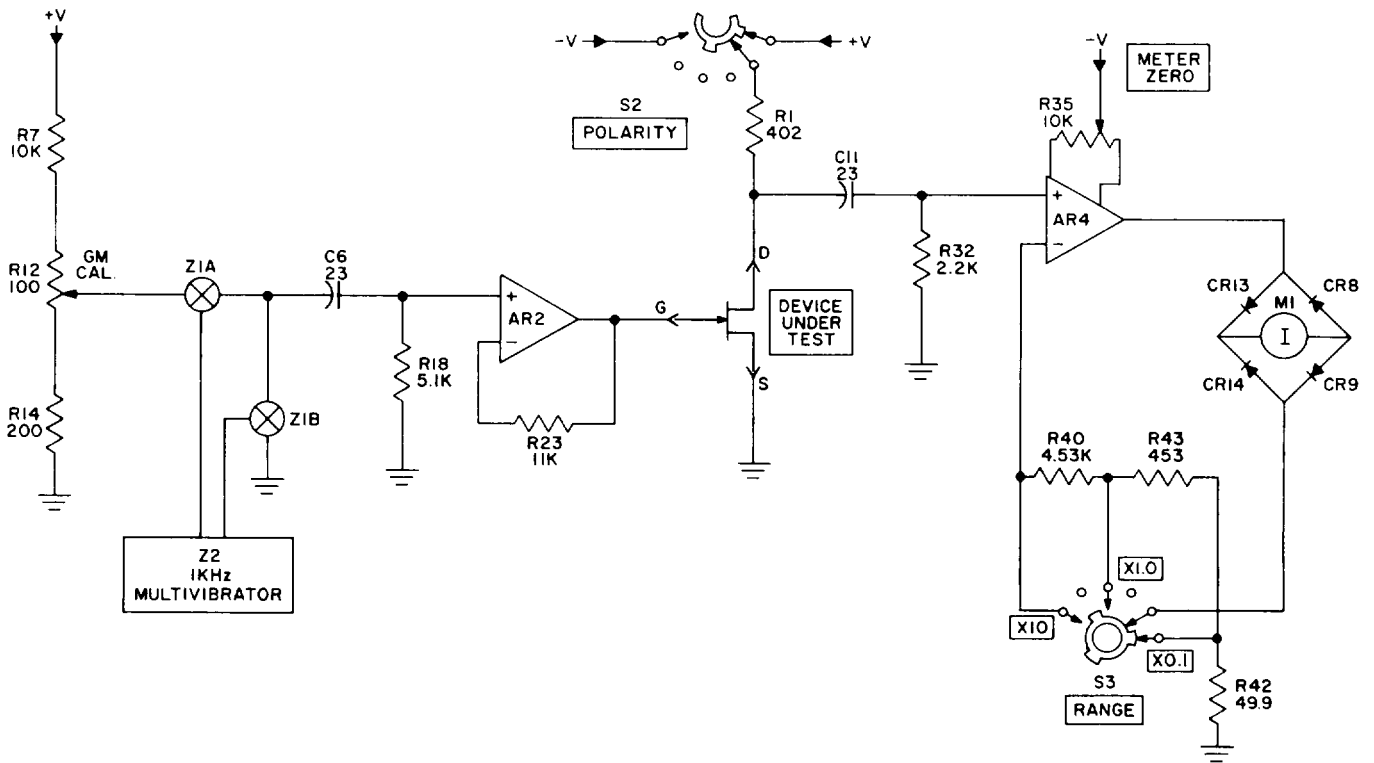 +V
R7
10K
R12
100
GM
CAL.
R14
200
Z1A
Z1B
Z2
1KHz
MULTIVIBRATOR
C6
23
R18
5.1K
+
AR2
−
R23
11K
−V
+V
S2
POLARITY
R1
402
G
D
S
DEVICE
UNDER
TEST
C11
23
R32
2.2K
−V
METER
ZERO
R35
10K
+
AR4
−
CR13
CR8
M1
I
CR14
CR9
R40
4.53K
R43
453
X1.0
X10
X0.1
S3
RANGE
R42
49.9